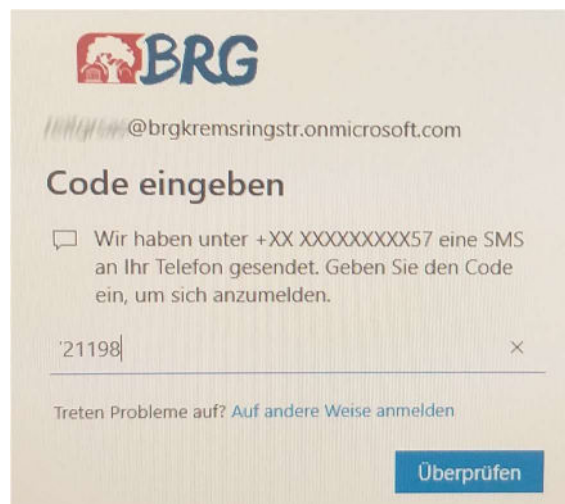 BRG
@brgkremsringstr.onmicrosoft.com
Code eingeben
Wir haben unter +XX XXXXXXXXX57 eine SMS
an Ihr Telefon gesendet. Geben Sie den Code
ein, um sich anzumelden.
'21198
Treten Probleme auf? Auf andere Weise anmelden
Überprüfen